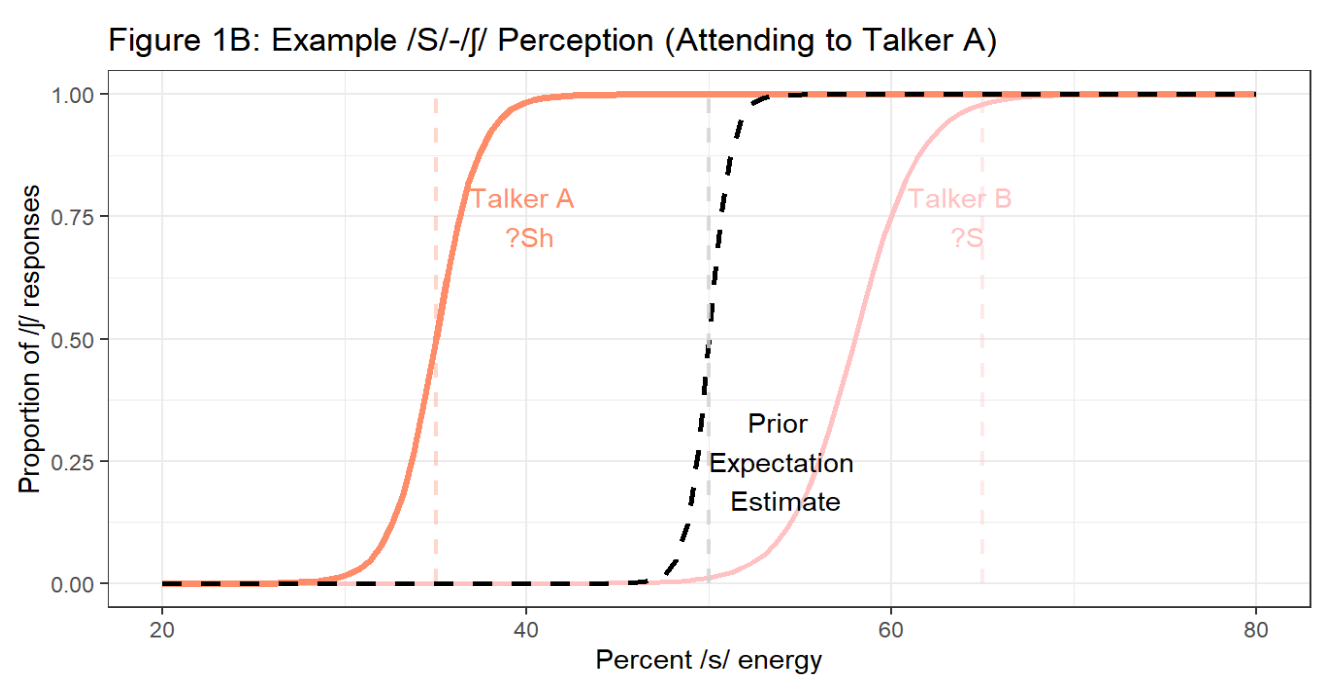 Figure 1B: Example /S/-/ʃ/ Perception (Attending to Talker A)
Proportion of /ʃ/ responses
1.00
0.75
0.50
0.25
0.00
Talker A
?Sh
Talker B
?S
Prior
Expectation
Estimate
20
40
60
80
Percent /s/ energy